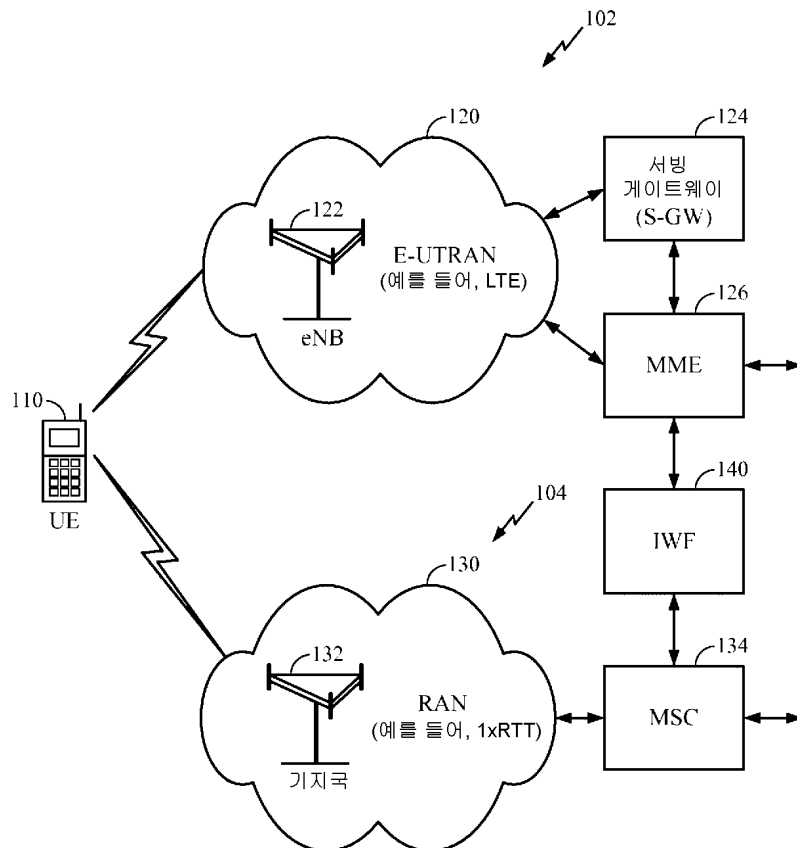 102
120
124
서빙
게이트웨이
(S-GW)
122
E-UTRAN
(예를 들어, LTE)
eNB
126
MME
110
UE
140
IWF
104
130
134
132
RAN
(예를 들어, 1xRTT)
MSC
기지국